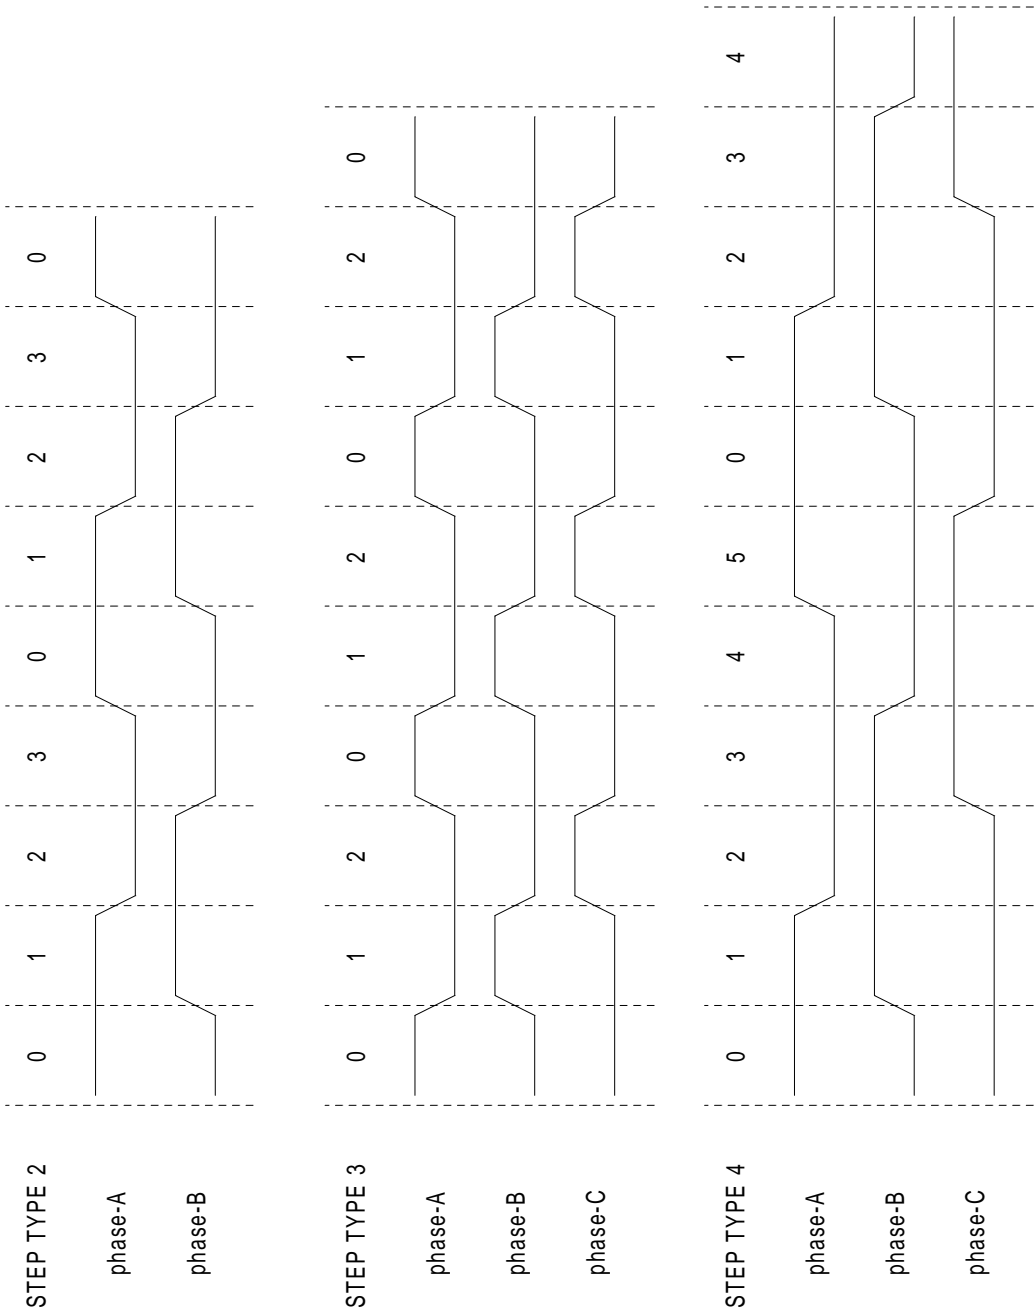 STEP TYPE 2 0 1 2 3 0 1 2 3 0
phase-A
phase-B
STEP TYPE 3 0 1 2 0 1 2 0 1 2 0
phase-A
phase-B
phase-C
STEP TYPE 4 0 1 2 3 4 5 0 1 2 3 4
phase-A
phase-B
phase-C